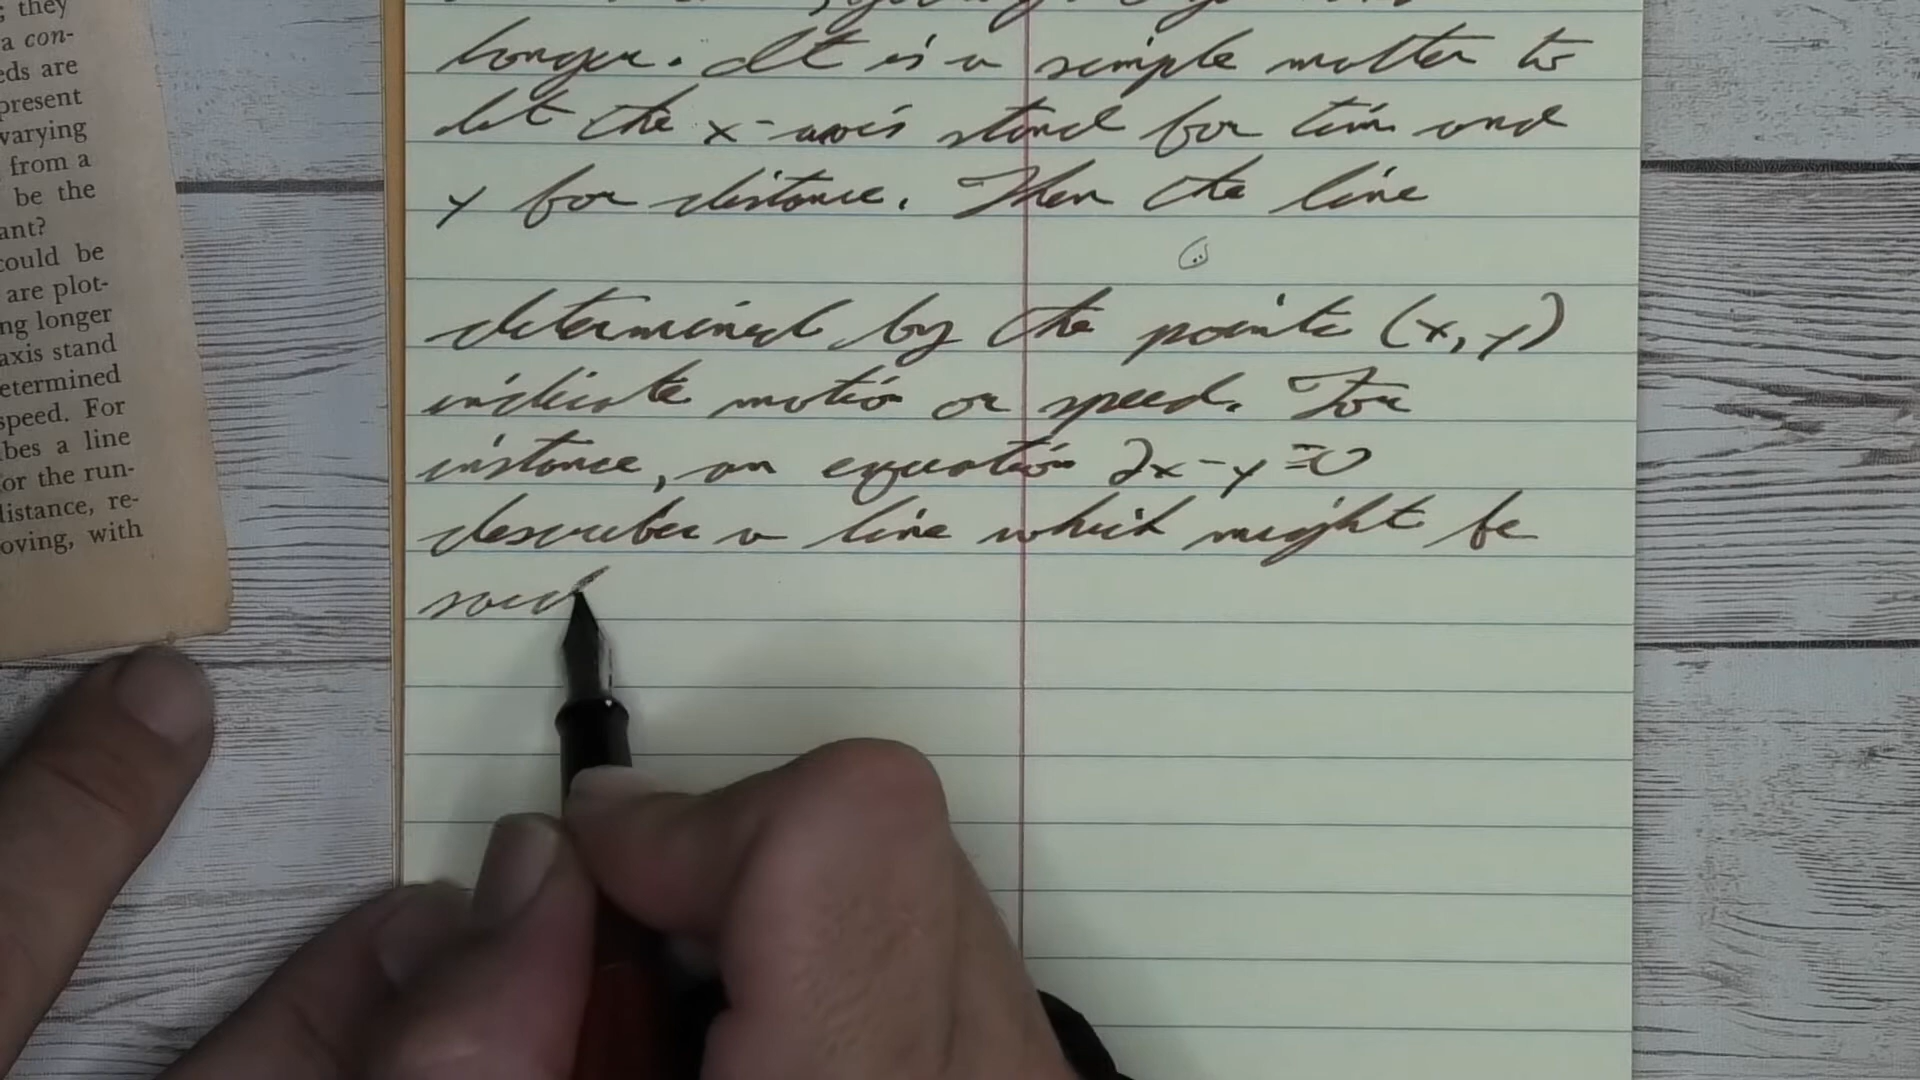 ; they
a con-
eds are
present
varying
from a
be the
ant?
could be
are plot-
ng longer
axis stand
etermined
speed. For
bes a line
or the run-
distance, re-
oving, with
longer. It is a simple matter to
let the x-axis stand for time and
y for distance. Then the line
determined by the points (x, y)
indicate motion or speed. For
instance, an equation 2x-y=0
describes a line which might be
said